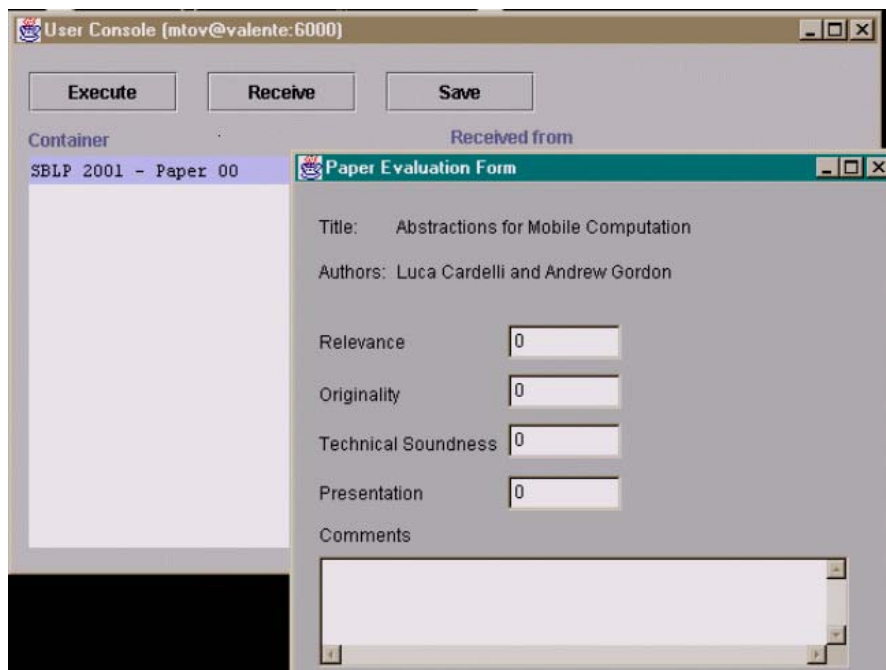 User Console (mtov@valente:6000)
Execute Receive Save
Container Received from
SBLP 2001 - Paper 00
Paper Evaluation Form
Title: Abstractions for Mobile Computation
Authors: Luca Cardelli and Andrew Gordon
Relevance 0
Originality 0
Technical Soundness 0
Presentation 0
Comments